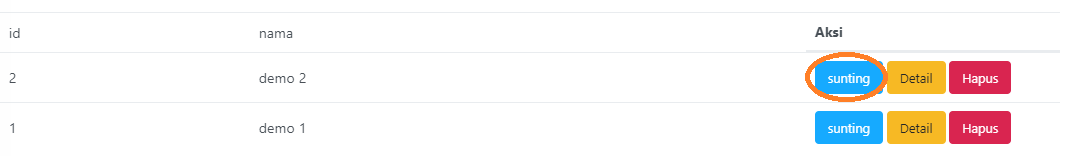 id nama Aksi
2 demo 2 sunting Detail Hapus
1 demo 1 sunting Detail Hapus